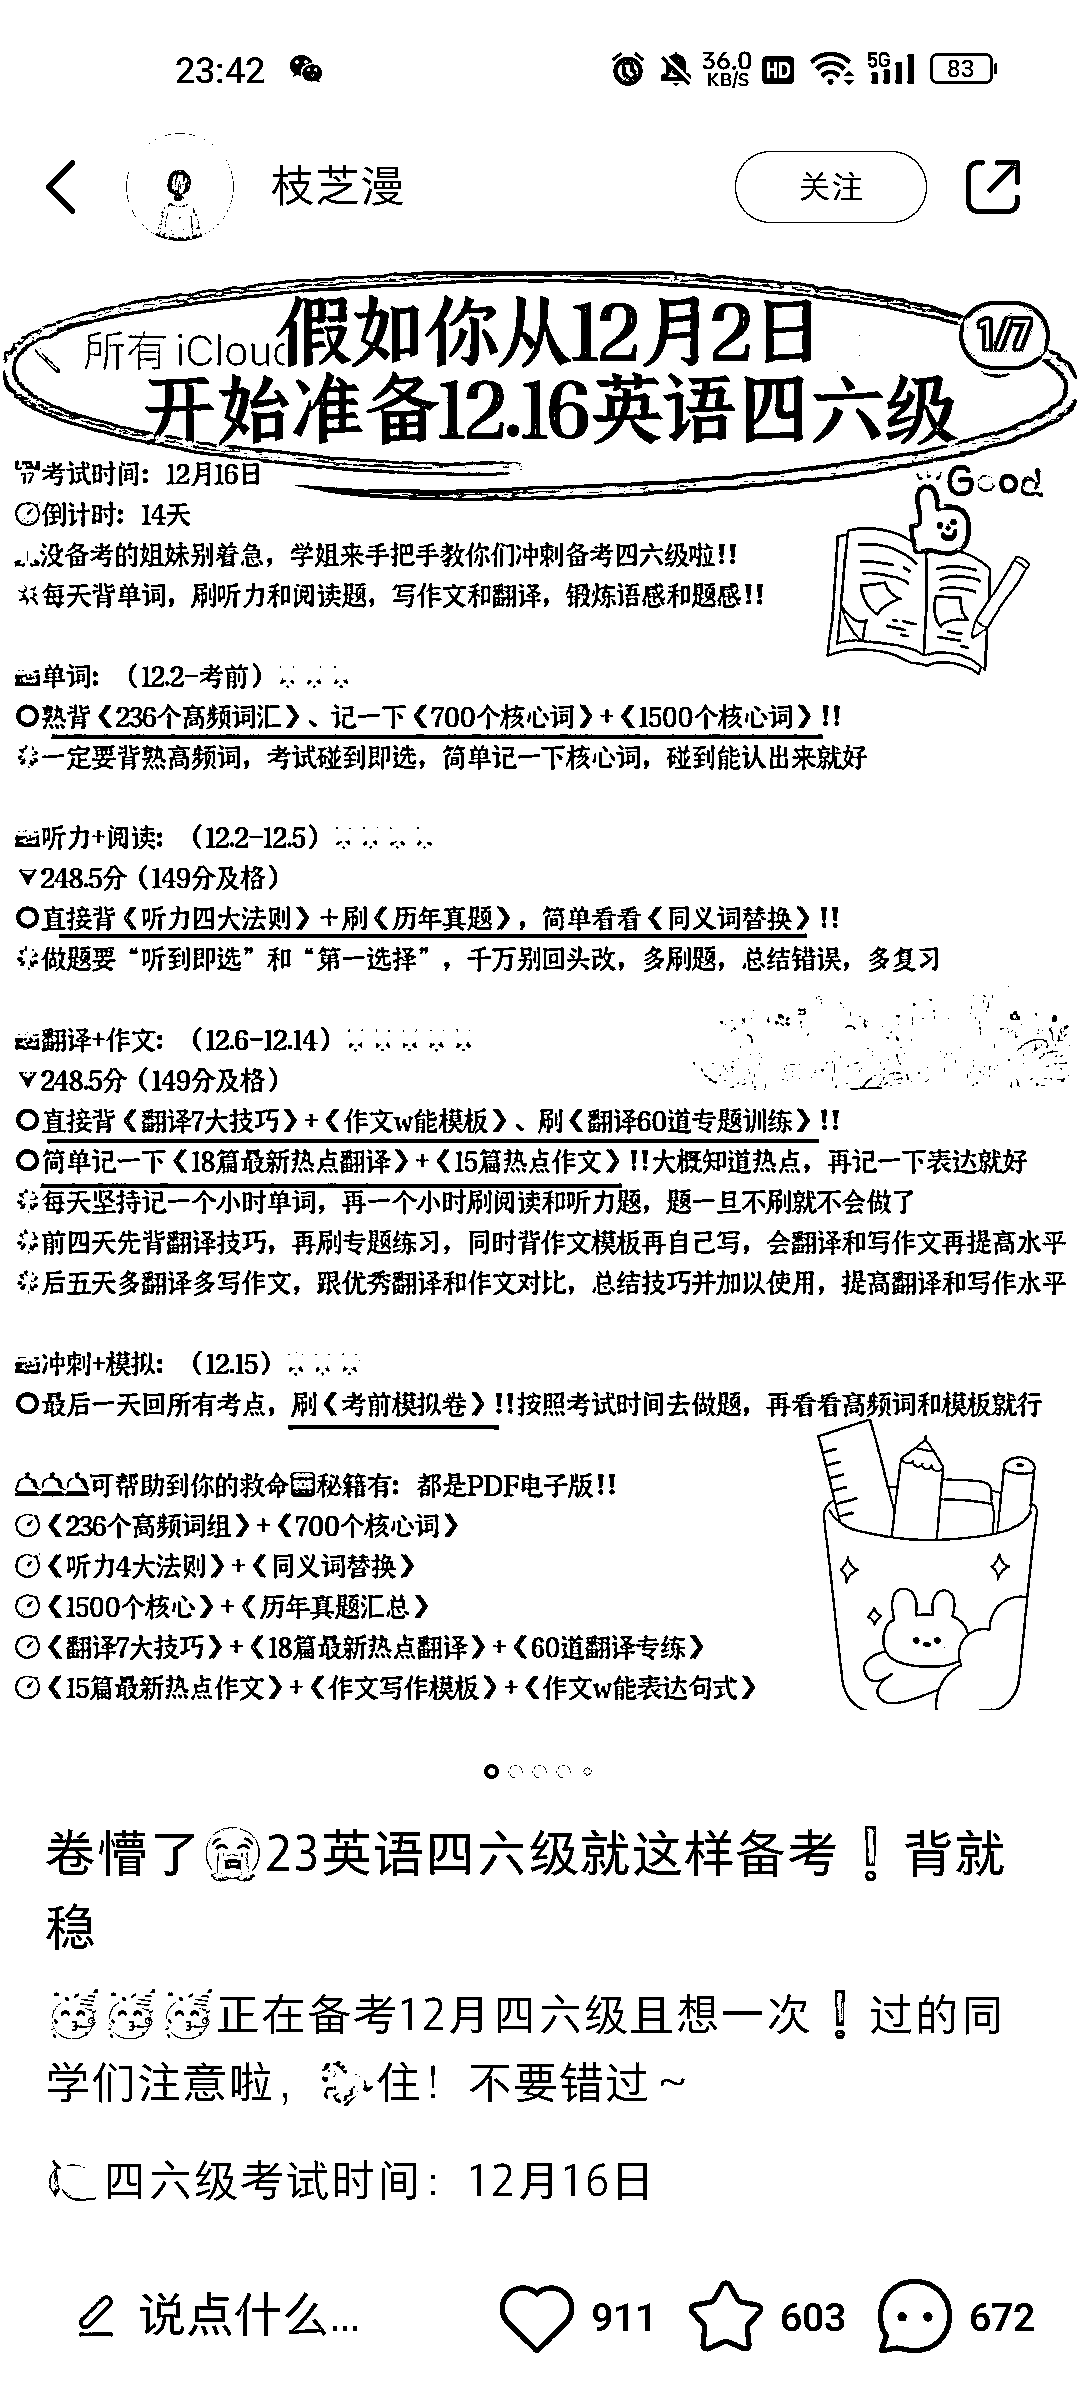 23:42
36.0 KB/S HD 5G 83
枝芝漫
关注
所有 iCloud
假如你从12月2日
1/7
开始准备12.16英语四六级
考试时间：12月16日
Good
倒计时：14天
没备考的姐妹别着急，学姐来手把手教你们冲刺备考四六级啦!!
每天背单词，刷听力和阅读题，写作文和翻译，锻炼语感和题感!!
单词：（12.2-考前）
熟背《236个高频词汇》、记一下《700个核心词》+《1500个核心词》!!
一定要背熟高频词，考试碰到即选，简单记一下核心词，碰到能认出来就好
听力+阅读：（12.2-12.5）
248.5分（149分及格）
直接背《听力四大法则》+刷《历年真题》，简单看看《同义词替换》!!
做题要“听到即选”和“第一选择”，千万别回头改，多刷题，总结错误，多复习
翻译+作文：（12.6-12.14）
248.5分（149分及格）
直接背《翻译7大技巧》+《作文w能模板》、刷《翻译60道专题训练》!!
简单记一下《18篇最新热点翻译》+《15篇热点作文》!!大概知道热点，再记一下表达就好
每天坚持记一个小时单词，再一个小时刷阅读和听力题，题一旦不刷就不会做了
前四天先背翻译技巧，再刷专题练习，同时背作文模板再自己写，会翻译和写作文再提高水平
后五天多翻译多写作文，跟优秀翻译和作文对比，总结技巧并加以使用，提高翻译和写作水平
冲刺+模拟：（12.15）
最后一天回所有考点，刷《考前模拟卷》!!按照考试时间去做题，再看看高频词和模板就行
可帮助到你的救命秘籍有：都是PDF电子版!!
《236个高频词组》+《700个核心词》
《听力4大法则》+《同义词替换》
《1500个核心》+《历年真题汇总》
《翻译7大技巧》+《18篇最新热点翻译》+《60道翻译专练》
《15篇最新热点作文》+《作文写作模板》+《作文w能表达句式》
卷懵了😭23英语四六级就这样备考❗背就
稳
🥳🥳🥳正在备考12月四六级且想一次❗过的同
学们注意啦，住！不要错过～
四六级考试时间：12月16日
说点什么...
911
603
672